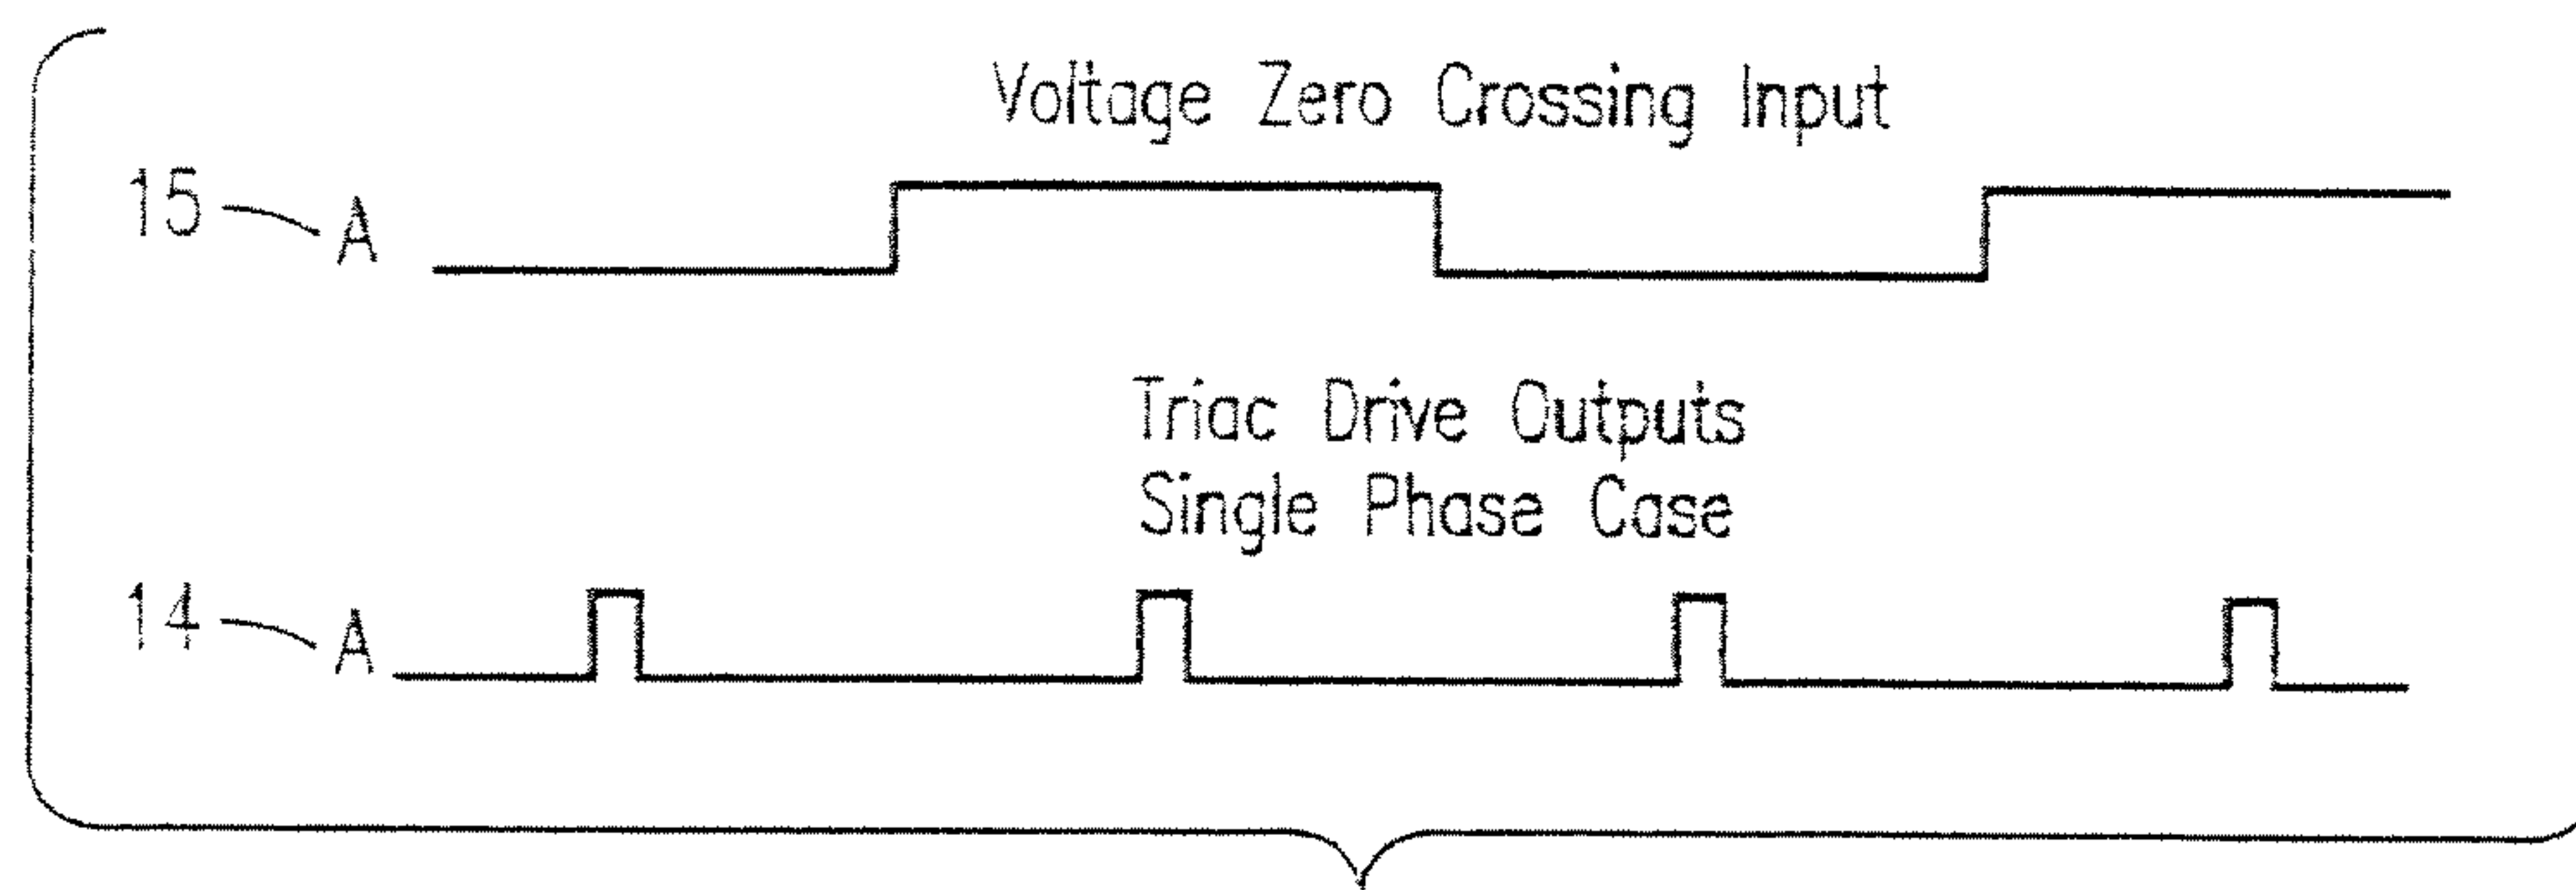 Voltage Zero Crossing Input
15 A
Triac Drive Outputs
Single Phase Case
14 A